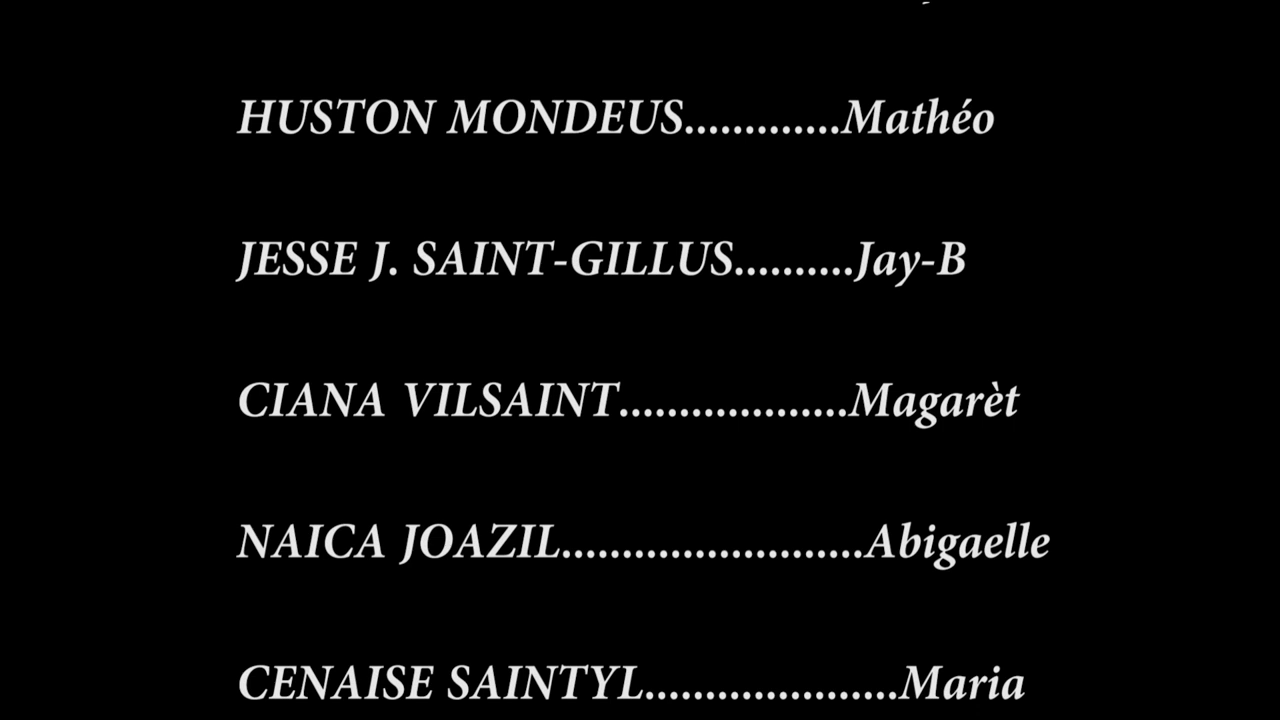 HUSTON MONDEUS.............Mathéo
JESSE J. SAINT-GILLUS..........Jay-B
CIANA VILSAINT...................Magarèt
NAICA JOAZIL.........................Abigaelle
CENAISE SAINTYL.....................Maria